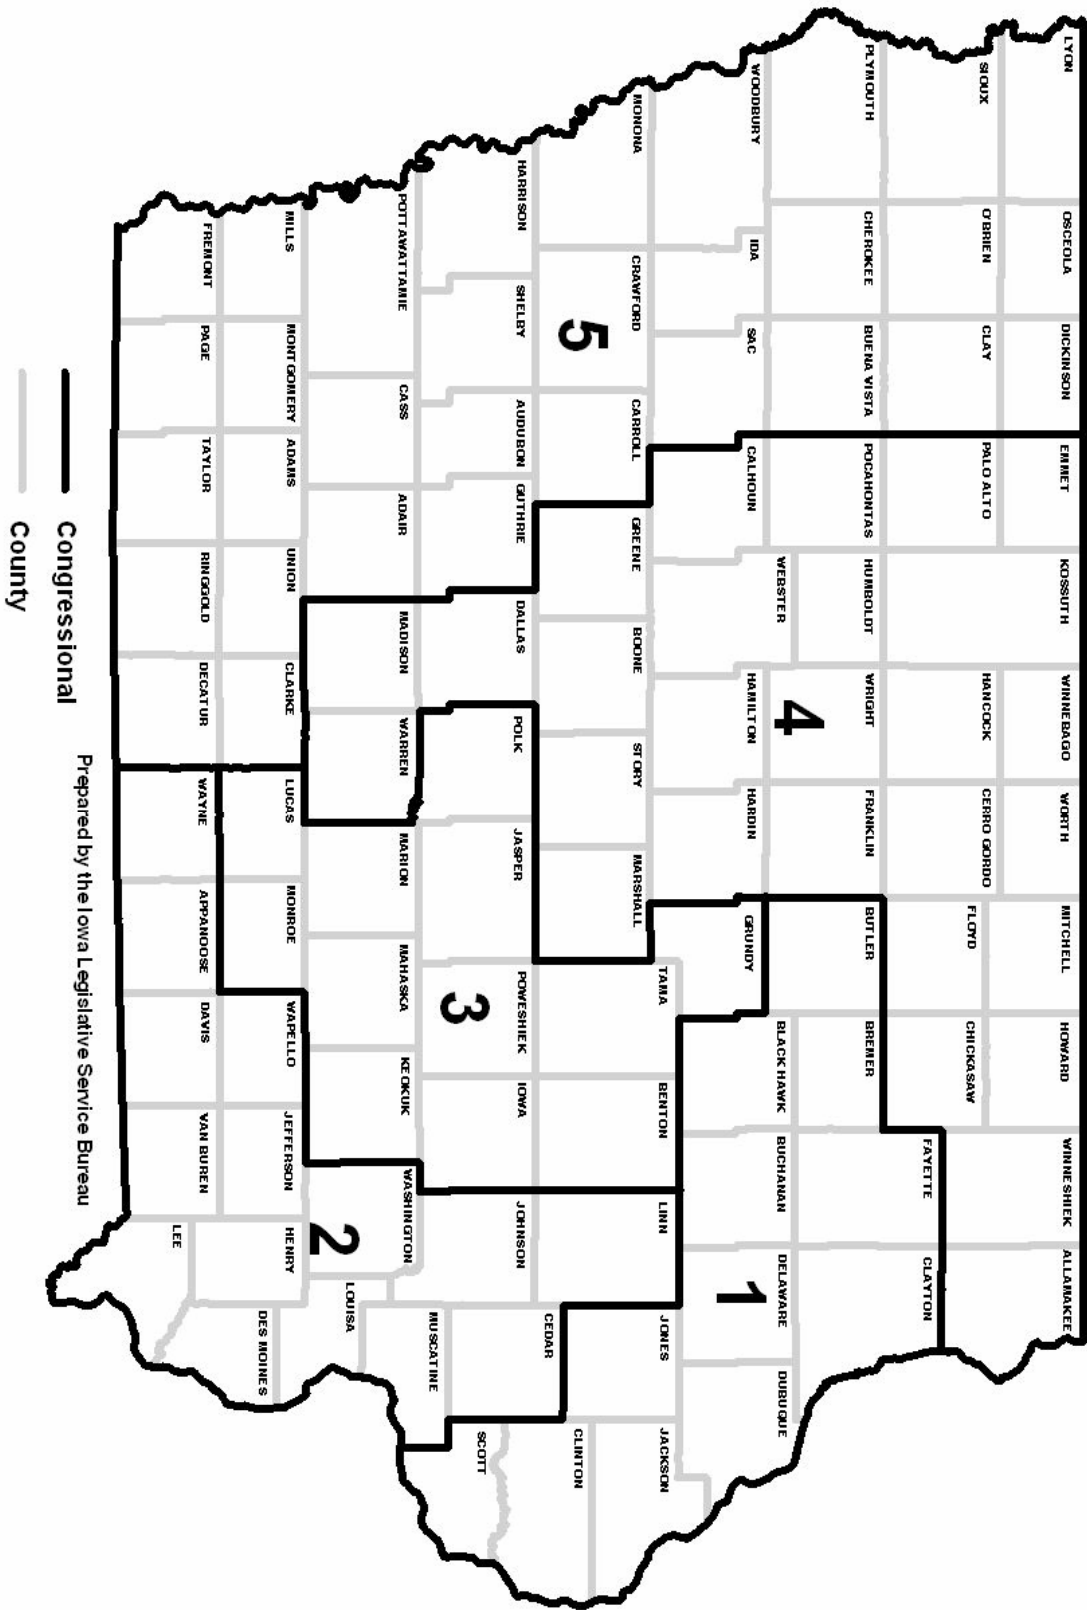 LYON
OSCEOLA
DICKINSON
EMMET
KOSSUTH
WINNEBAGO
WORTH
MITCHELL
HOWARD
WINNESHIEK
ALLAMAKEE
SIOUX
O'BRIEN
CLAY
PALO ALTO
HANCOCK
CERRO GORDO
FLOYD
CHICKASAW
PLYMOUTH
CHEROKEE
BUENA VISTA
POCAHONTAS
HUMBOLDT
WRIGHT
FRANKLIN
BUTLER
BREMER
FAYETTE
CLAYTON
WOODBURY
IDA
SAC
CALHOUN
WEBSTER
HAMILTON
HARDIN
GRUNDY
BLACK HAWK
BUCHANAN
DELAWARE
DUBUQUE
4
1
MONONA
CRAWFORD
CARROLL
GREENE
BOONE
STORY
MARSHALL
TAMA
BENTON
LINN
JONES
JACKSON
5
HARRISON
SHELBY
AUDUBON
GUTHRIE
DALLAS
POLK
JASPER
POWESHIEK
IOWA
JOHNSON
CEDAR
CLINTON
SCOTT
3
POTTAWATTAMIE
CASS
ADAIR
MADISON
WARREN
MARION
MAHASKA
KEOKUK
WASHINGTON
MUSCATINE
LOUISA
2
MILLS
MONTGOMERY
ADAMS
UNION
CLARKE
LUCAS
MONROE
WAPELLO
JEFFERSON
HENRY
DES MOINES
FREMONT
PAGE
TAYLOR
RINGGOLD
DECATUR
WAYNE
APPANOOSE
DAVIS
VAN BUREN
LEE
Prepared by the Iowa Legislative Service Bureau
Congressional
County